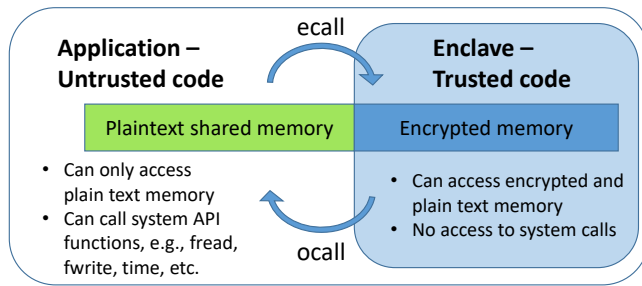 ecall
Application –
Untrusted code
Enclave –
Trusted code
Plaintext shared memory
Encrypted memory
• Can only access
plain text memory
• Can call system API
functions, e.g., fread,
fwrite, time, etc.
• Can access encrypted and
plain text memory
• No access to system calls
ocall